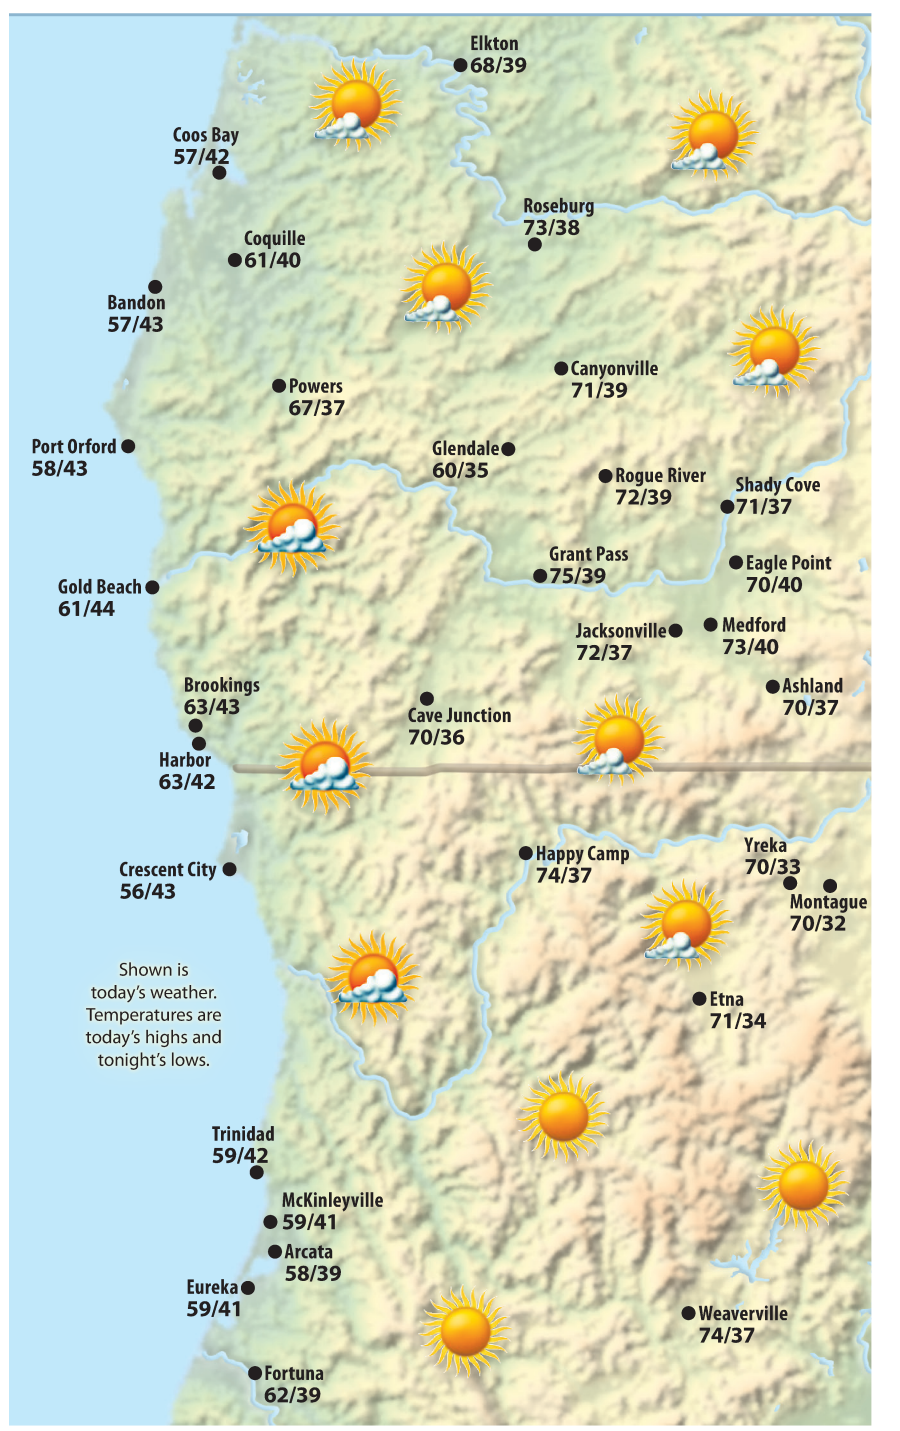 Elkton
68/39
Coos Bay
57/42
Roseburg
73/38
Coquille
61/40
Bandon
57/43
Canyonville
71/39
Powers
67/37
Port Orford
58/43
Glendale
60/35
Rogue River
72/39
Shady Cove
71/37
Grant Pass
75/39
Eagle Point
70/40
Gold Beach
61/44
Jacksonville
72/37
Medford
73/40
Brookings
63/43
Ashland
70/37
Cave Junction
70/36
Harbor
63/42
Happy Camp
74/37
Yreka
70/33
Crescent City
56/43
Montague
70/32
Shown is
today's weather.
Temperatures are
today's highs and
tonight's lows.
Etna
71/34
Trinidad
59/42
McKinleyville
59/41
Arcata
58/39
Eureka
59/41
Weaverville
74/37
Fortuna
62/39